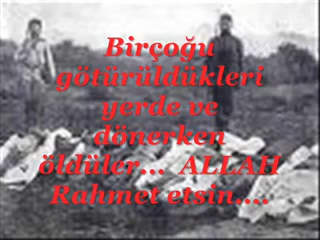 Birçoğu
götürüldükleri
yerde ve
dönerken
öldüler... ALLAH
Rahmet etsin....